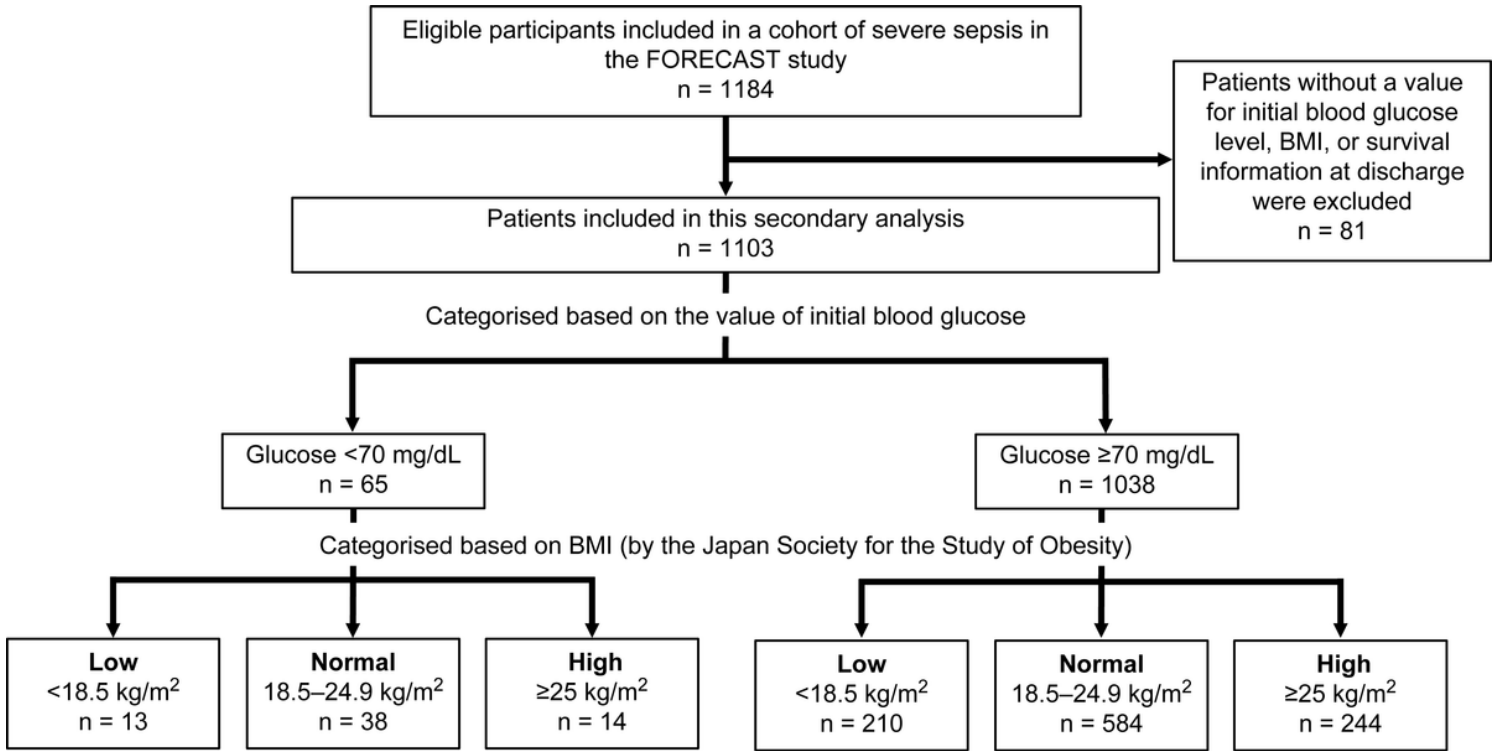 Eligible participants included in a cohort of severe sepsis in
the FORECAST study
n = 1184
Patients without a value
for initial blood glucose
level, BMI, or survival
information at discharge
were excluded
n = 81
Patients included in this secondary analysis
n = 1103
Categorised based on the value of initial blood glucose
Glucose <70 mg/dL
n = 65
Glucose ≥70 mg/dL
n = 1038
Categorised based on BMI (by the Japan Society for the Study of Obesity)
Low
<18.5 kg/m²
n = 13
Normal
18.5–24.9 kg/m²
n = 38
High
≥25 kg/m²
n = 14
Low
<18.5 kg/m²
n = 210
Normal
18.5–24.9 kg/m²
n = 584
High
≥25 kg/m²
n = 244